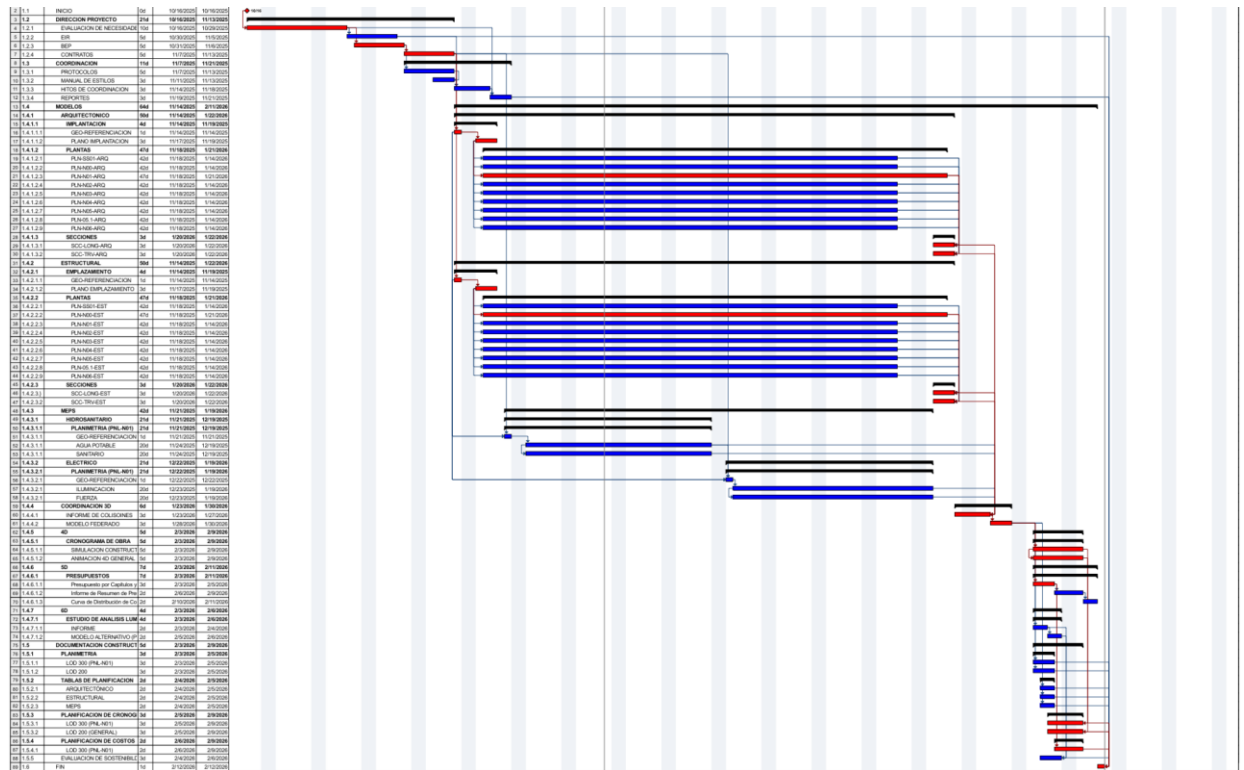 2 1.1 INICIO 0d 10/16/2025 10/16/2025 10/16
3 1.2 DIRECCION PROYECTO 21d 10/16/2025 11/13/2025
4 1.2.1 EVALUACION DE NECESIDADE 10d 10/16/2025 10/29/2025
5 1.2.2 EIR 5d 10/30/2025 11/5/2025
6 1.2.3 BEP 5d 10/31/2025 11/6/2025
7 1.2.4 CONTRATOS 5d 11/7/2025 11/13/2025
8 1.3 COORDINACION 11d 11/7/2025 11/21/2025
9 1.3.1 PROTOCOLOS 5d 11/7/2025 11/13/2025
10 1.3.2 MANUAL DE ESTILOS 3d 11/11/2025 11/13/2025
11 1.3.3 HITOS DE COORDINACION 3d 11/14/2025 11/18/2025
12 1.3.4 REPORTES 3d 11/19/2025 11/21/2025
13 1.4 MODELOS 64d 11/14/2025 2/11/2026
14 1.4.1 ARQUITECTONICO 50d 11/14/2025 1/22/2026
15 1.4.1.1 IMPLANTACION 4d 11/14/2025 11/19/2025
16 1.4.1.1.1 GEO-REFERENCIACION 1d 11/14/2025 11/14/2025
17 1.4.1.1.2 PLANO IMPLANTACION 3d 11/17/2025 11/19/2025
18 1.4.1.2 PLANTAS 47d 11/18/2025 1/21/2026
19 1.4.1.2.1 PLN-SS01-ARQ 42d 11/18/2025 1/14/2026
20 1.4.1.2.2 PLN-N00-ARQ 42d 11/18/2025 1/14/2026
21 1.4.1.2.3 PLN-N01-ARQ 47d 11/18/2025 1/21/2026
22 1.4.1.2.4 PLN-N02-ARQ 42d 11/18/2025 1/14/2026
23 1.4.1.2.5 PLN-N03-ARQ 42d 11/18/2025 1/14/2026
24 1.4.1.2.6 PLN-N04-ARQ 42d 11/18/2025 1/14/2026
25 1.4.1.2.7 PLN-N05-ARQ 42d 11/18/2025 1/14/2026
26 1.4.1.2.8 PLN-05.1-ARQ 42d 11/18/2025 1/14/2026
27 1.4.1.2.9 PLN-N06-ARQ 42d 11/18/2025 1/14/2026
28 1.4.1.3 SECCIONES 3d 1/20/2026 1/22/2026
29 1.4.1.3.1 SCC-LONG-ARQ 3d 1/20/2026 1/22/2026
30 1.4.1.3.2 SCC-TRV-ARQ 3d 1/20/2026 1/22/2026
31 1.4.2 ESTRUCTURAL 50d 11/14/2025 1/22/2026
32 1.4.2.1 EMPLAZAMIENTO 4d 11/14/2025 11/19/2025
33 1.4.2.1.1 GEO-REFERENCIACION 1d 11/14/2025 11/14/2025
34 1.4.2.1.2 PLANO EMPLAZAMIENTO 3d 11/17/2025 11/19/2025
35 1.4.2.2 PLANTAS 47d 11/18/2025 1/21/2026
36 1.4.2.2.1 PLN-SS01-EST 42d 11/18/2025 1/14/2026
37 1.4.2.2.2 PLN-N00-EST 47d 11/18/2025 1/21/2026
38 1.4.2.2.3 PLN-N01-EST 42d 11/18/2025 1/14/2026
39 1.4.2.2.4 PLN-N02-EST 42d 11/18/2025 1/14/2026
40 1.4.2.2.5 PLN-N03-EST 42d 11/18/2025 1/14/2026
41 1.4.2.2.6 PLN-N04-EST 42d 11/18/2025 1/14/2026
42 1.4.2.2.7 PLN-N05-EST 42d 11/18/2025 1/14/2026
43 1.4.2.2.8 PLN-05.1-EST 42d 11/18/2025 1/14/2026
44 1.4.2.2.9 PLN-N06-EST 42d 11/18/2025 1/14/2026
45 1.4.2.3 SECCIONES 3d 1/20/2026 1/22/2026
46 1.4.2.3.1 SCC-LONG-EST 3d 1/20/2026 1/22/2026
47 1.4.2.3.2 SCC-TRV-EST 3d 1/20/2026 1/22/2026
48 1.4.3 MEPS 42d 11/21/2025 1/19/2026
49 1.4.3.1 HIDROSANITARIO 21d 11/21/2025 12/19/2025
50 1.4.3.1.1 PLANIMETRIA (PNL-N01) 21d 11/21/2025 12/19/2025
51 1.4.3.1.1 GEO-REFERENCIACION 1d 11/21/2025 11/21/2025
52 1.4.3.1.1 AGUA POTABLE 20d 11/24/2025 12/19/2025
53 1.4.3.1.1 SANITARIO 20d 11/24/2025 12/19/2025
54 1.4.3.2 ELECTRICO 21d 12/22/2025 1/19/2026
55 1.4.3.2.1 PLANIMETRIA (PNL-N01) 21d 12/22/2025 1/19/2026
56 1.4.3.2.1 GEO-REFERENCIACION 1d 12/22/2025 12/22/2025
57 1.4.3.2.1 ILUMINCACION 20d 12/23/2025 1/19/2026
58 1.4.3.2.1 FUERZA 20d 12/23/2025 1/19/2026
59 1.4.4 COORDINACION 3D 6d 1/23/2026 1/30/2026
60 1.4.4.1 INFORME DE COLISOINES 3d 1/23/2026 1/27/2026
61 1.4.4.2 MODELO FEDERADO 3d 1/28/2026 1/30/2026
62 1.4.5 4D 5d 2/3/2026 2/9/2026
63 1.4.5.1 CRONOGRAMA DE OBRA 5d 2/3/2026 2/9/2026
64 1.4.5.1.1 SIMULACION CONSTRUCT 5d 2/3/2026 2/9/2026
65 1.4.5.1.2 ANIMACION 4D GENERAL 5d 2/3/2026 2/9/2026
66 1.4.6 5D 7d 2/3/2026 2/11/2026
67 1.4.6.1 PRESUPUESTOS 7d 2/3/2026 2/11/2026
68 1.4.6.1.1 Presupuesto por Capitulos y 3d 2/3/2026 2/5/2026
69 1.4.6.1.2 Informe de Resumen de Pre 2d 2/6/2026 2/9/2026
70 1.4.6.1.3 Curva de Distribución de Co 2d 2/10/2026 2/11/2026
71 1.4.7 6D 4d 2/3/2026 2/6/2026
72 1.4.7.1 ESTUDIO DE ANALISIS LUM 4d 2/3/2026 2/6/2026
73 1.4.7.1.1 INFORME 2d 2/3/2026 2/4/2026
74 1.4.7.1.2 MODELO ALTERNATIVO (P 2d 2/5/2026 2/6/2026
75 1.5 DOCUMENTACION CONSTRUCT 5d 2/3/2026 2/9/2026
76 1.5.1 PLANIMETRIA 3d 2/3/2026 2/5/2026
77 1.5.1.1 LOD 300 (PNL-N01) 3d 2/3/2026 2/5/2026
78 1.5.1.2 LOD 200 3d 2/3/2026 2/5/2026
79 1.5.2 TABLAS DE PLANIFICACION 2d 2/4/2026 2/5/2026
80 1.5.2.1 ARQUITECTÓNICO 2d 2/4/2026 2/5/2026
81 1.5.2.2 ESTRUCTURAL 2d 2/4/2026 2/5/2026
82 1.5.2.3 MEPS 2d 2/4/2026 2/5/2026
83 1.5.3 PLANIFICACION DE CRONOG 3d 2/5/2026 2/9/2026
84 1.5.3.1 LOD 300 (PNL-N01) 3d 2/5/2026 2/9/2026
85 1.5.3.2 LOD 200 (GENERAL) 3d 2/5/2026 2/9/2026
86 1.5.4 PLANIFICACION DE COSTOS 2d 2/6/2026 2/9/2026
87 1.5.4.1 LOD 300 (PNL-N01) 2d 2/6/2026 2/9/2026
88 1.5.5 EVALUACION DE SOSTENIBILI 3d 2/4/2026 2/6/2026
89 1.6 FIN 1d 2/12/2026 2/12/2026